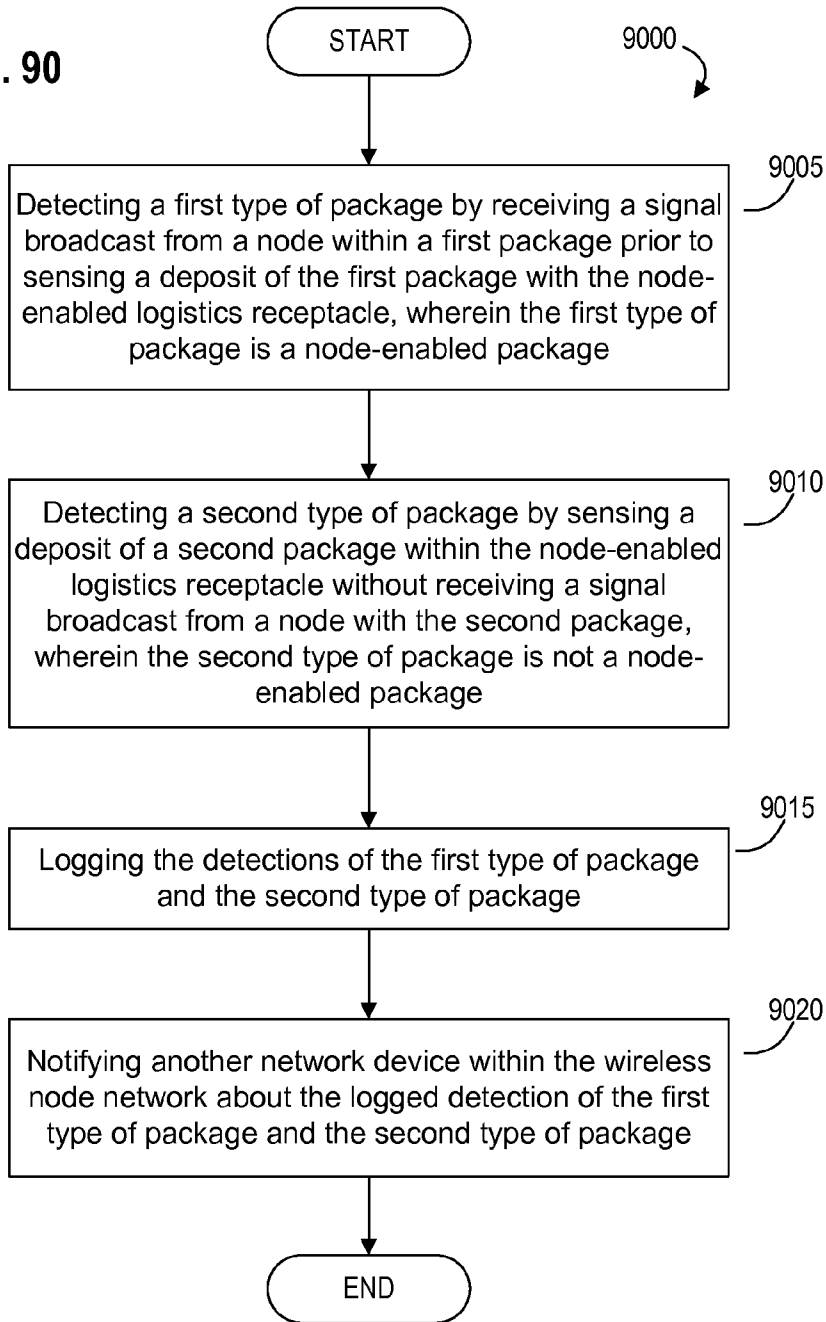 START
9000
. 90
9005
Detecting a first type of package by receiving a signal
broadcast from a node within a first package prior to
sensing a deposit of the first package with the node-
enabled logistics receptacle, wherein the first type of
package is a node-enabled package
9010
Detecting a second type of package by sensing a
deposit of a second package within the node-enabled
logistics receptacle without receiving a signal
broadcast from a node with the second package,
wherein the second type of package is not a node-
enabled package
9015
Logging the detections of the first type of package
and the second type of package
9020
Notifying another network device within the wireless
node network about the logged detection of the first
type of package and the second type of package
END